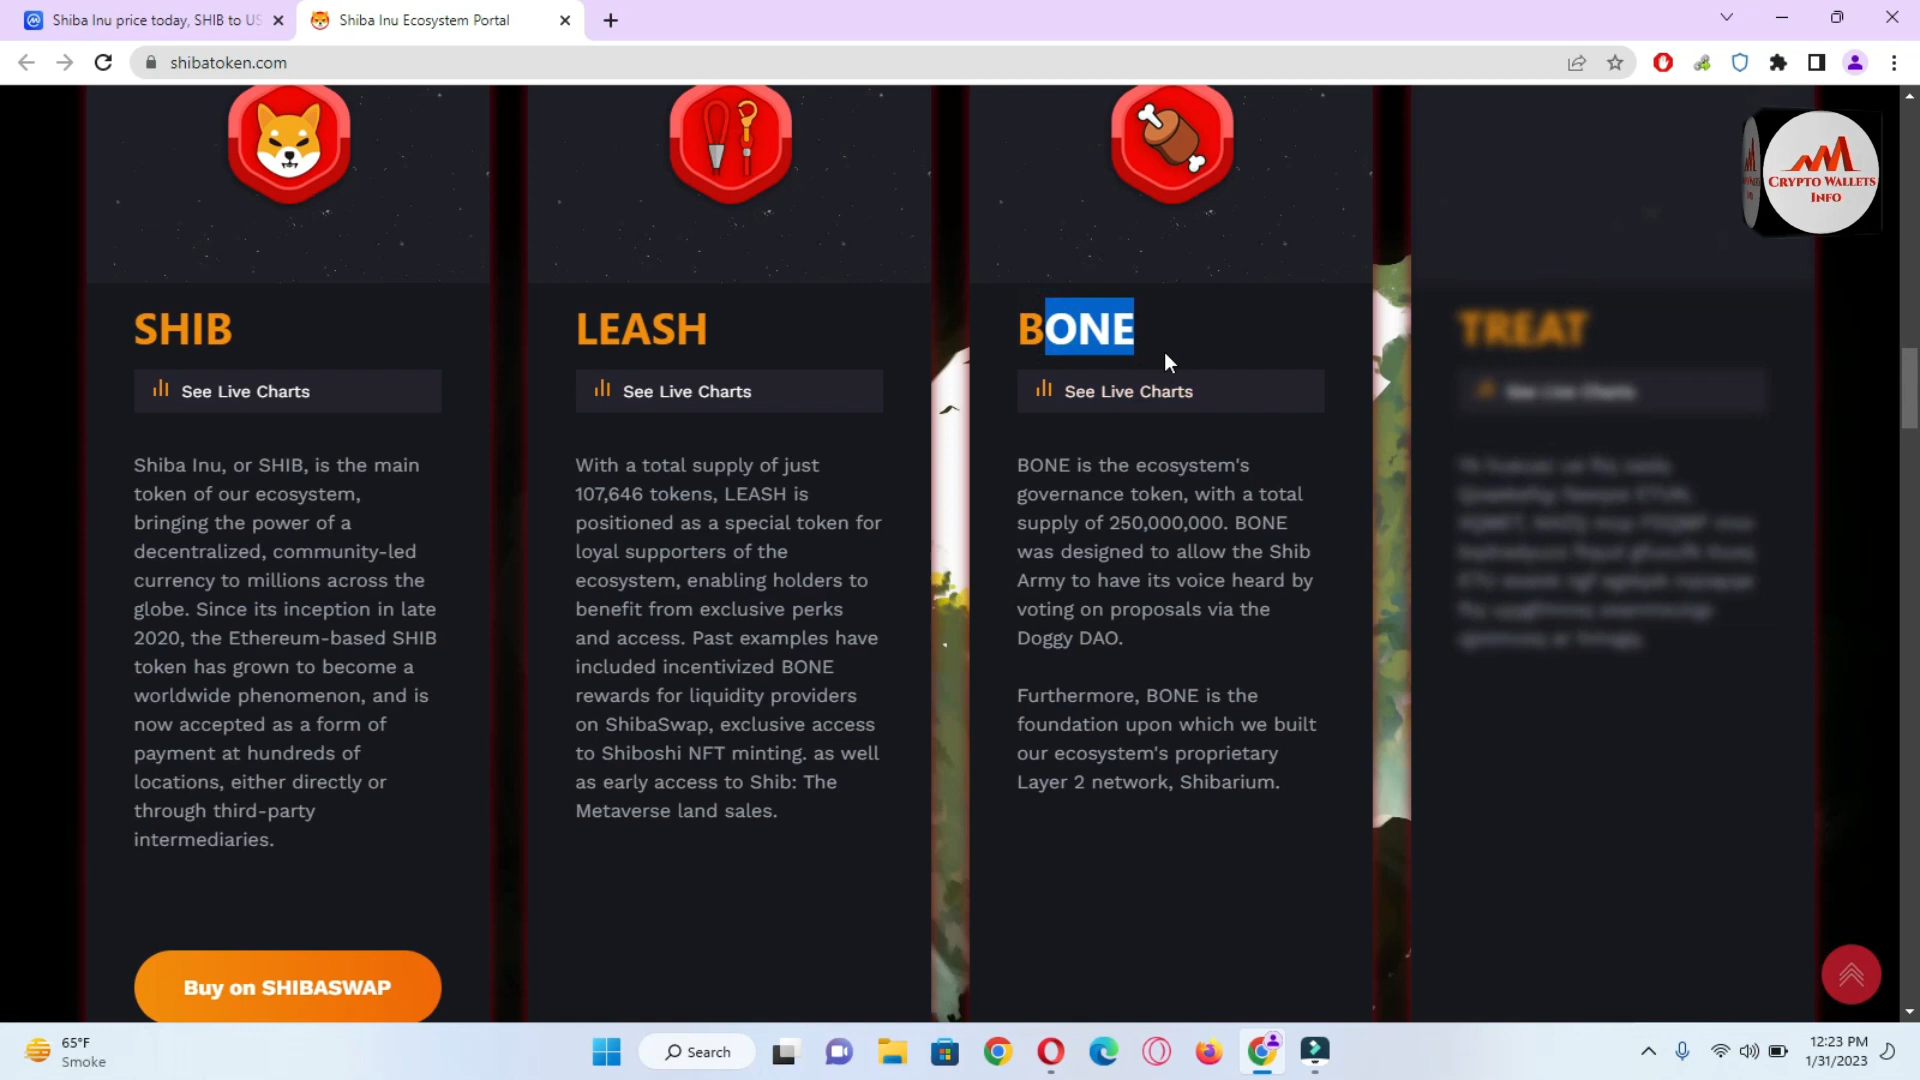 Shiba Inu price today, SHIB to US
Shiba Inu Ecosystem Portal
shibatoken.com
CRYPTO WALLETS
INFO
SHIB
See Live Charts
Shiba Inu, or SHIB, is the main
token of our ecosystem,
bringing the power of a
decentralized, community-led
currency to millions across the
globe. Since its inception in late
2020, the Ethereum-based SHIB
token has grown to become a
worldwide phenomenon, and is
now accepted as a form of
payment at hundreds of
locations, either directly or
through third-party
intermediaries.
Buy on SHIBASWAP
LEASH
See Live Charts
With a total supply of just
107,646 tokens, LEASH is
positioned as a special token for
loyal supporters of the
ecosystem, enabling holders to
benefit from exclusive perks
and access. Past examples have
included incentivized BONE
rewards for liquidity providers
on ShibaSwap, exclusive access
to Shiboshi NFT minting. as well
as early access to Shib: The
Metaverse land sales.
BONE
See Live Charts
BONE is the ecosystem's
governance token, with a total
supply of 250,000,000. BONE
was designed to allow the Shib
Army to have its voice heard by
voting on proposals via the
Doggy DAO.
Furthermore, BONE is the
foundation upon which we built
our ecosystem's proprietary
Layer 2 network, Shibarium.
TREAT
See Live Charts
65°F
Smoke
Search
12:23 PM
1/31/2023